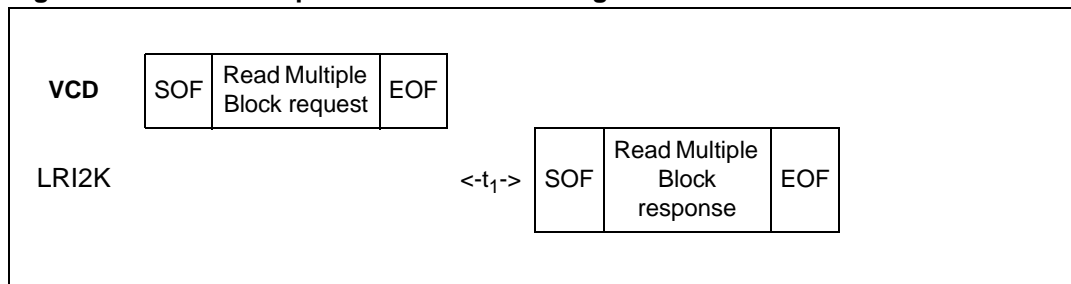 VCD SOF Read Multiple Block request EOF
LRI2K <-t1-> SOF Read Multiple Block response EOF